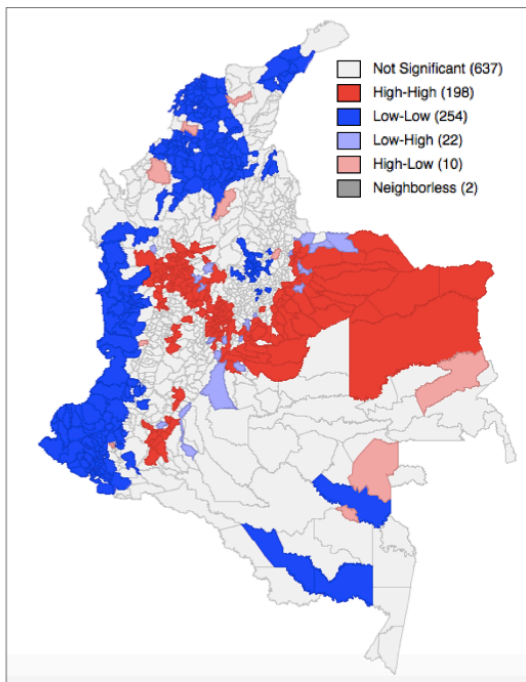 Not Significant (637)
High-High (198)
Low-Low (254)
Low-High (22)
High-Low (10)
Neighborless (2)